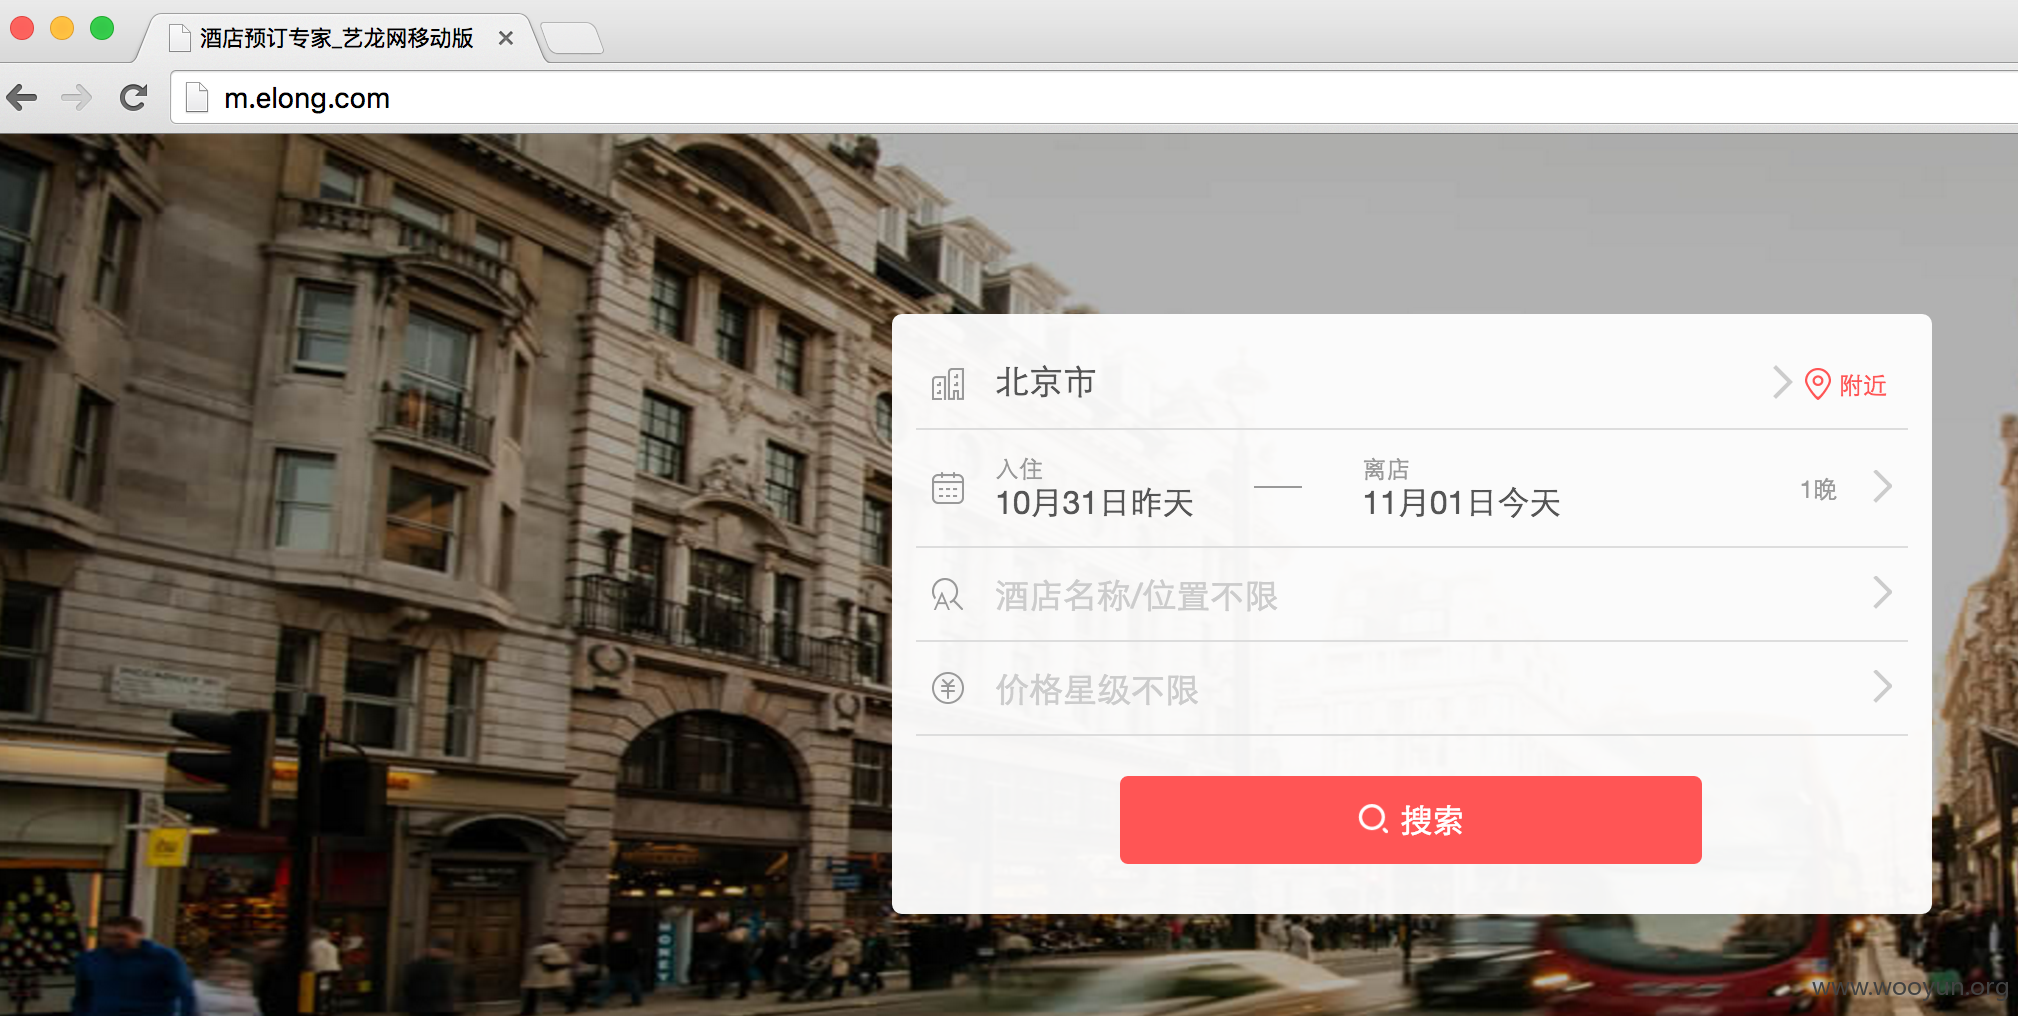 酒店预订专家_艺龙网移动版
m.elong.com
北京市
附近
入住
离店
10月31日昨天
11月01日今天
1晚
酒店名称/位置不限
价格星级不限
搜索
MONEY
www.wooyun.org